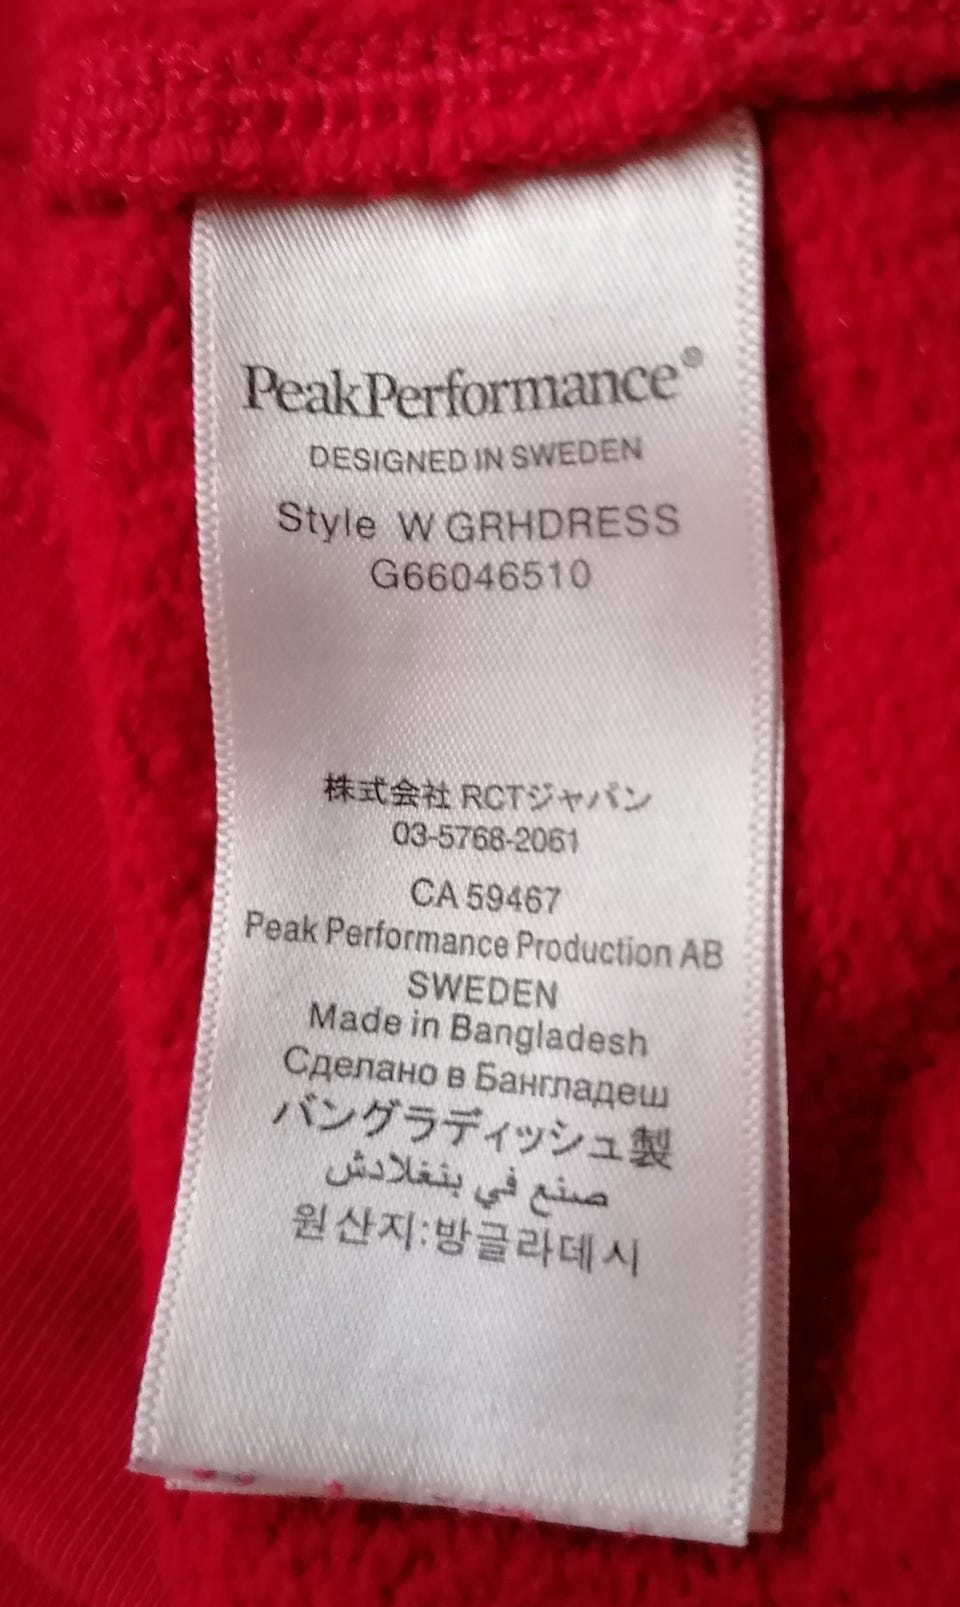 PeakPerformance®
DESIGNED IN SWEDEN
Style W GRHDRESS
G66046510
株式会社 RCTジャパン
03-5768-2061
CA 59467
Peak Performance Production AB
SWEDEN
Made in Bangladesh
Сделано в Бангладеш
バングラディッシュ製
صنع في بنغلادش
원산지:방글라데시